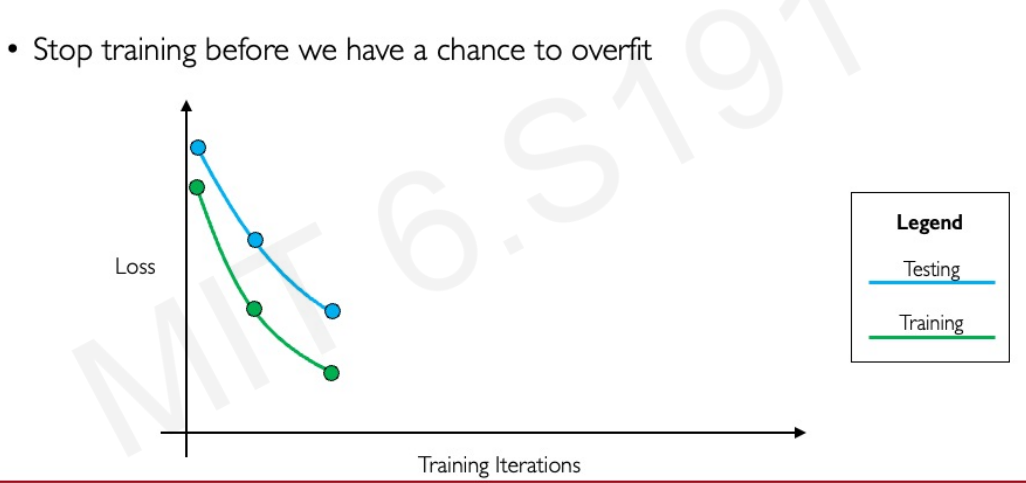 • Stop training before we have a chance to overfit
MIT 6.S191
Loss
Legend
Testing
Training
Training Iterations